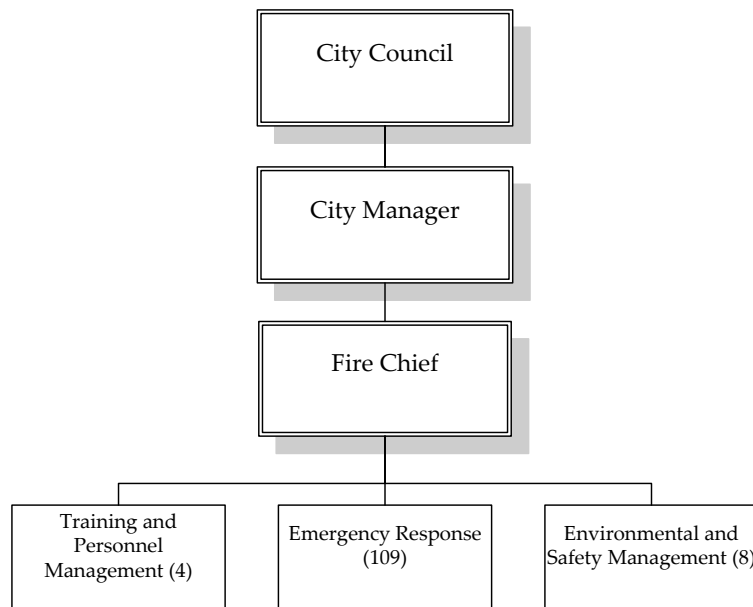 City Council
City Manager
Fire Chief
Training and
Personnel
Management (4)
Emergency Response
(109)
Environmental and
Safety Management (8)